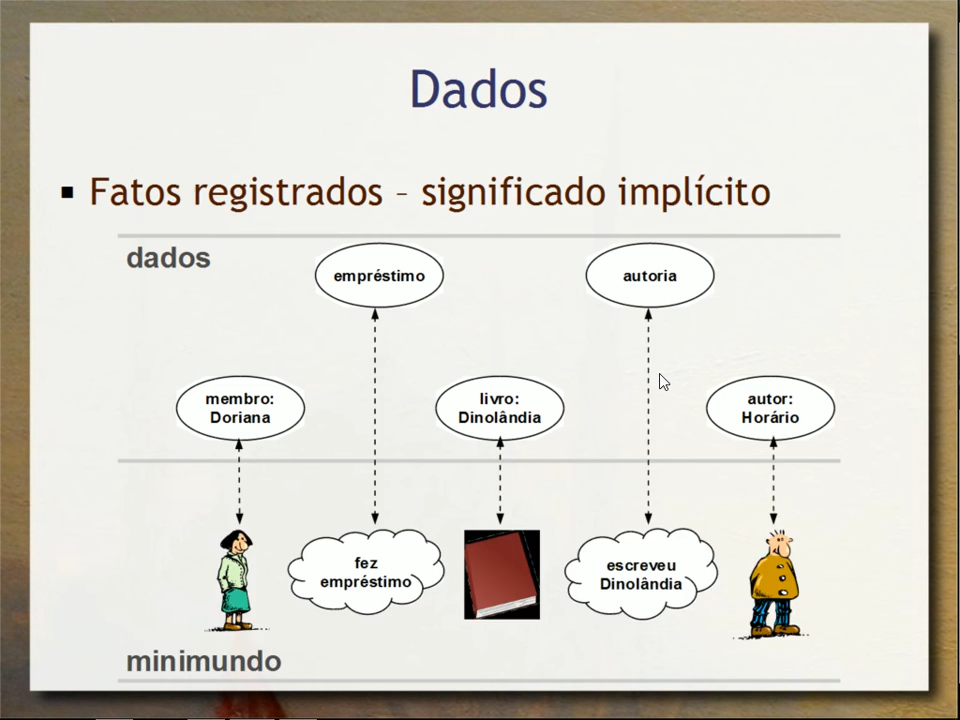 Dados
▪ Fatos registrados – significado implícito
dados
empréstimo
autoria
membro:
Doriana
livro:
Dinolândia
autor:
Horário
fez
empréstimo
escreveu
Dinolândia
minimundo